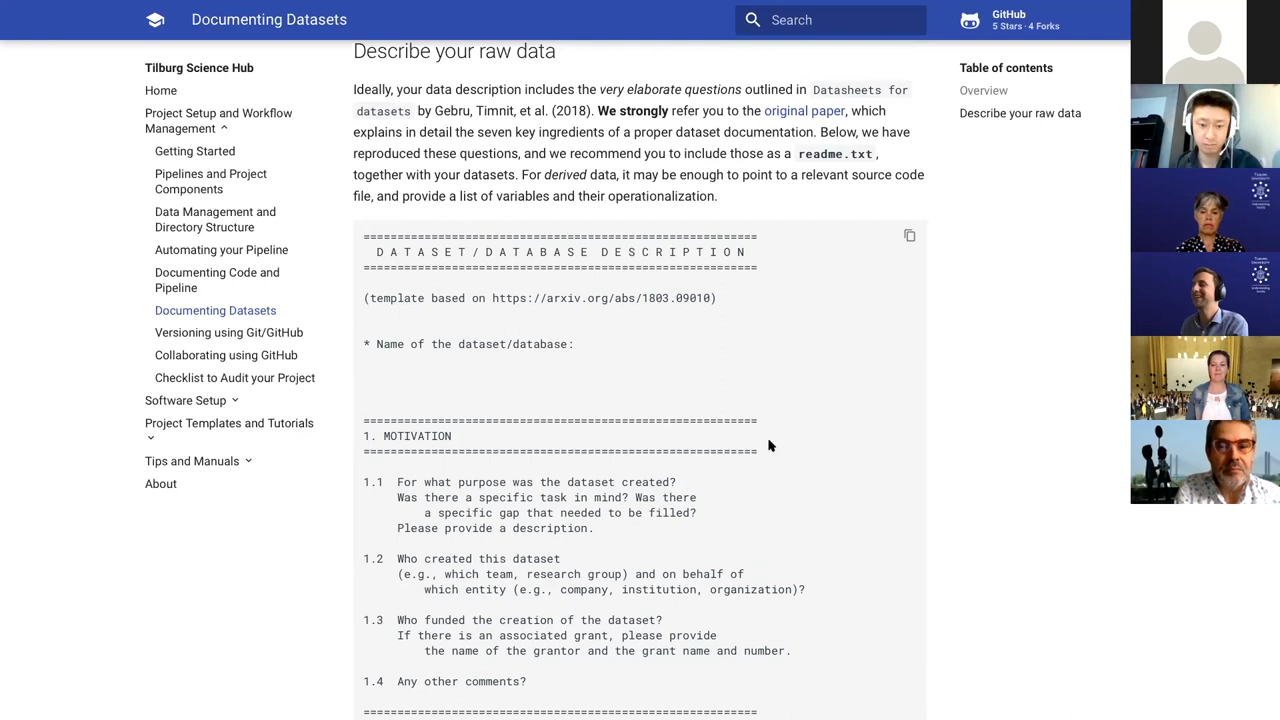 Documenting Datasets
Search
GitHub
5 Stars · 4 Forks
Tilburg Science Hub
Home
Project Setup and Workflow
Management
Getting Started
Pipelines and Project
Components
Data Management and
Directory Structure
Automating your Pipeline
Documenting Code and
Pipeline
Documenting Datasets
Versioning using Git/GitHub
Collaborating using GitHub
Checklist to Audit your Project
Software Setup
Project Templates and Tutorials
Tips and Manuals
About
Describe your raw data
Ideally, your data description includes the very elaborate questions outlined in Datasheets for
datasets by Gebru, Timnit, et al. (2018). We strongly refer you to the original paper, which
explains in detail the seven key ingredients of a proper dataset documentation. Below, we have
reproduced these questions, and we recommend you to include those as a readme.txt,
together with your datasets. For derived data, it may be enough to point to a relevant source code
file, and provide a list of variables and their operationalization.
==========================================================
D A T A S E T / D A T A B A S E  D E S C R I P T I O N
==========================================================
(template based on https://arxiv.org/abs/1803.09010)
* Name of the dataset/database:
==========================================================
1. MOTIVATION
==========================================================
1.1 For what purpose was the dataset created?
Was there a specific task in mind? Was there
a specific gap that needed to be filled?
Please provide a description.
1.2 Who created this dataset
(e.g., which team, research group) and on behalf of
which entity (e.g., company, institution, organization)?
1.3 Who funded the creation of the dataset?
If there is an associated grant, please provide
the name of the grantor and the grant name and number.
1.4 Any other comments?
==========================================================
Table of contents
Overview
Describe your raw data
TILBURG
UNIVERSITY
Understanding
Society
TILBURG
UNIVERSITY
Understanding
Society